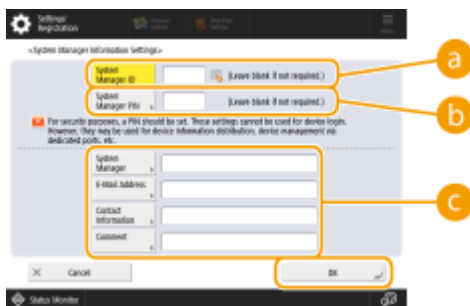 Settings/
Registration
Menu
<System Manager Information Settings>
System
Manager ID
(Leave blank if not required.)
a
System
Manager PIN
(Leave blank if not required.)
b
For security purposes, a PIN should be set. These settings cannot be used for device login.
However, they may be used for device information distribution, device management via
dedicated ports, etc.
System
Manager
E-Mail Address
Contact
Information
Comment
c
Cancel
OK
Status Monitor